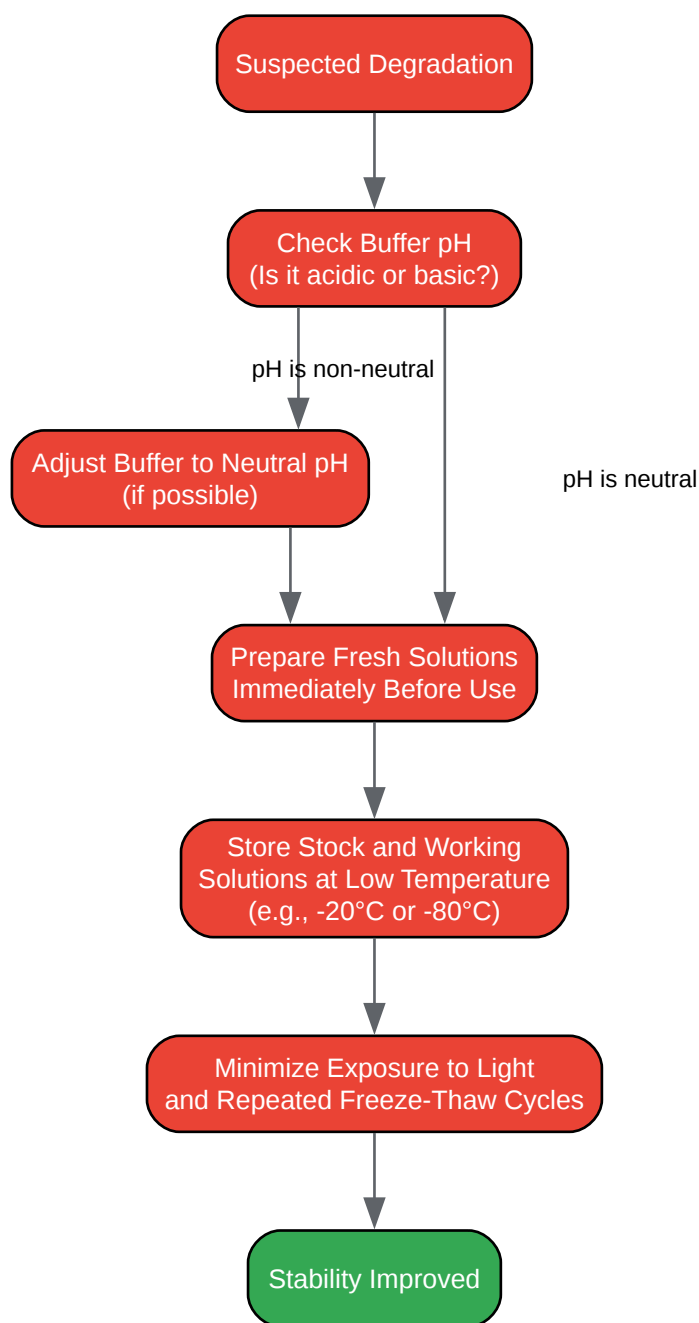 Suspected Degradation
Check Buffer pH
(Is it acidic or basic?)
pH is non-neutral
Adjust Buffer to Neutral pH
(if possible)
pH is neutral
Prepare Fresh Solutions
Immediately Before Use
Store Stock and Working
Solutions at Low Temperature
(e.g., -20°C or -80°C)
Minimize Exposure to Light
and Repeated Freeze-Thaw Cycles
Stability Improved